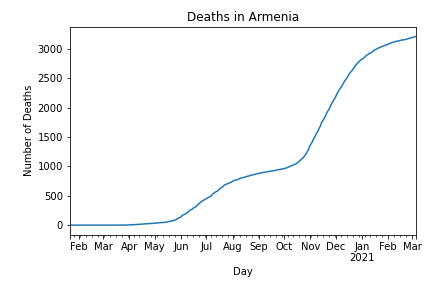 Deaths in Armenia
Number of Deaths
3000
2500
2000
1500
1000
500
0
Feb Mar Apr May Jun Jul Aug Sep Oct Nov Dec Jan Feb Mar
2021
Day